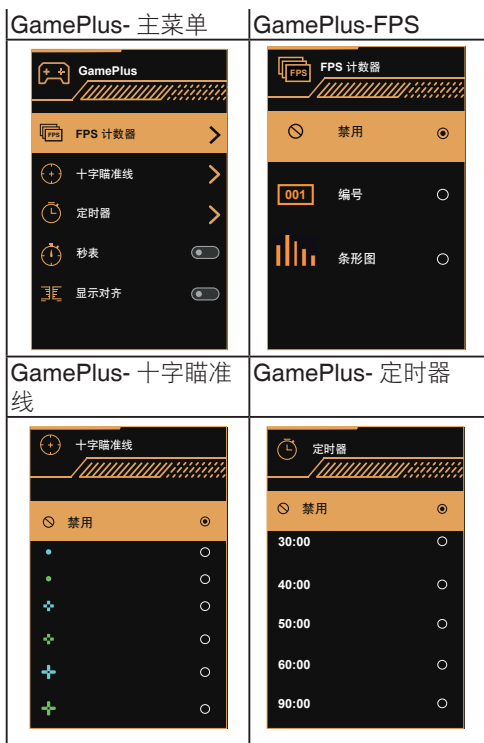 GamePlus- 主菜单
GamePlus
FPS
FPS 计数器
十字瞄准线
定时器
秒表
显示对齐
GamePlus-FPS
FPS
FPS 计数器
禁用
001
编号
条形图
GamePlus- 十字瞄准
线
十字瞄准线
禁用
GamePlus- 定时器
定时器
禁用
30:00
40:00
50:00
60:00
90:00